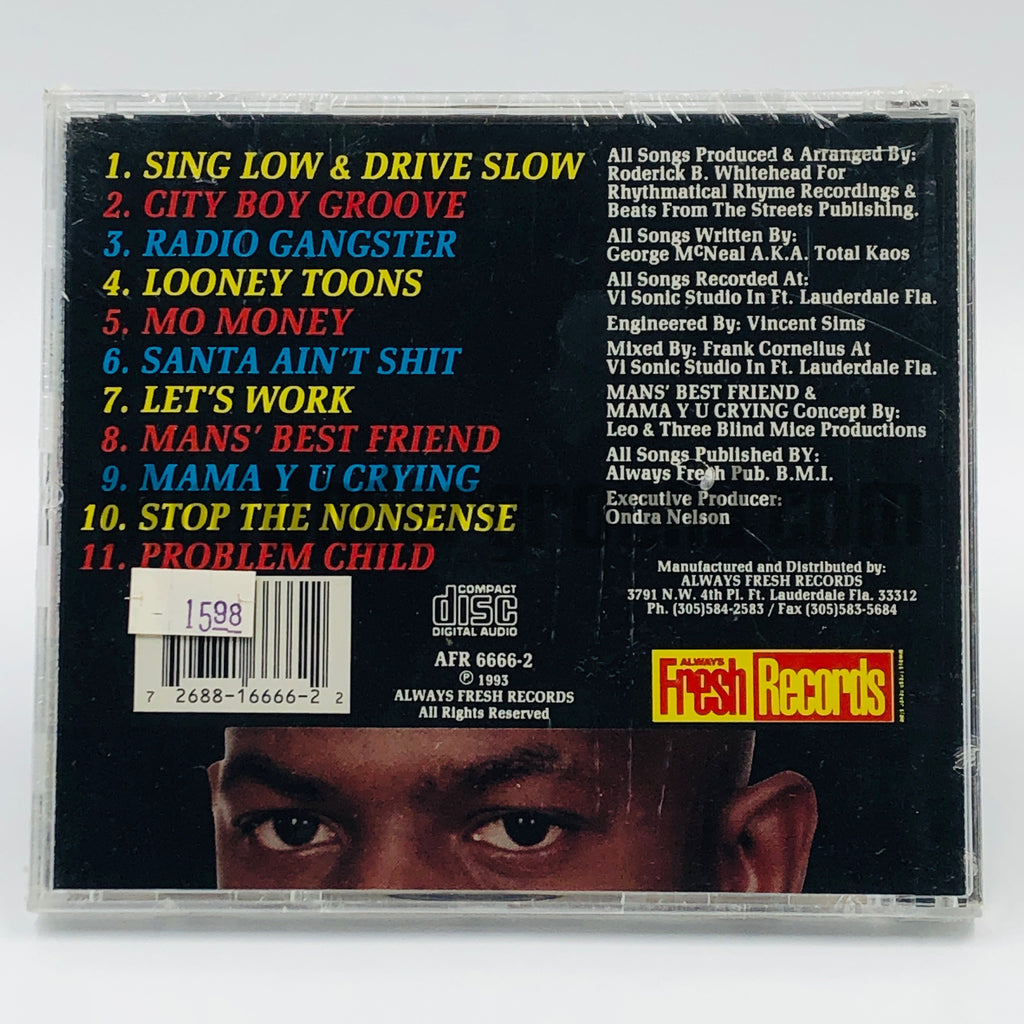 1. SING LOW & DRIVE SLOW
2. CITY BOY GROOVE
3. RADIO GANGSTER
4. LOONEY TOONS
5. MO MONEY
6. SANTA AIN'T SHIT
7. LET'S WORK
8. MANS' BEST FRIEND
9. MAMA Y U CRYING
10. STOP THE NONSENSE
11. PROBLEM CHILD
All Songs Produced & Arranged By:
Roderick B. Whitehead For
Rhythmatical Rhyme Recordings &
Beats From The Streets Publishing.
All Songs Written By:
George McNeal A.K.A. Total Kaos
All Songs Recorded At:
Vi Sonic Studio In Ft. Lauderdale Fla.
Engineered By: Vincent Sims
Mixed By: Frank Cornelius At
Vi Sonic Studio In Ft. Lauderdale Fla.
MANS' BEST FRIEND &
MAMA Y U CRYING Concept By:
Leo & Three Blind Mice Productions
All Songs Published BY:
Always Fresh Pub. B.M.I.
Executive Producer:
Ondra Nelson
Manufactured and Distributed by:
ALWAYS FRESH RECORDS
3791 N.W. 4th Pl. Ft. Lauderdale Fla. 33312
Ph. (305)584-2583 / Fax (305)583-5684
1598
7 2688-16666-2 2
COMPACT
disc
DIGITAL AUDIO
AFR 6666-2
℗ 1993
ALWAYS FRESH RECORDS
All Rights Reserved
ALWAYS
Fresh Records